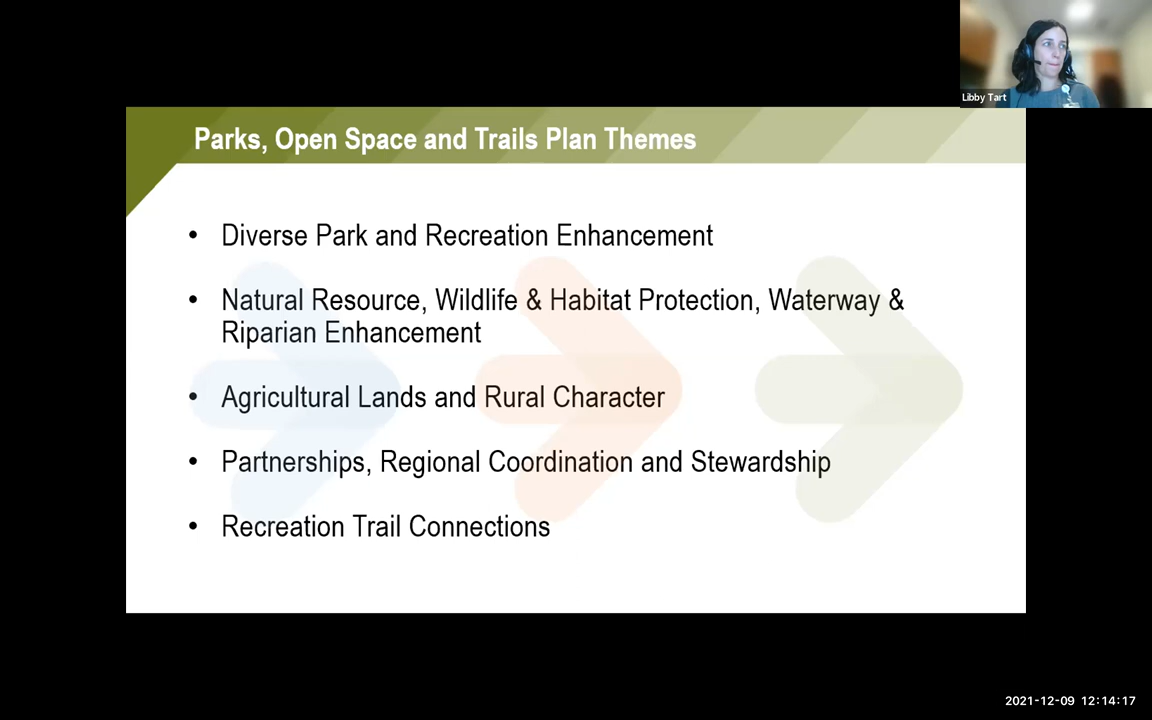 Libby Tart
Parks, Open Space and Trails Plan Themes
• Diverse Park and Recreation Enhancement
• Natural Resource, Wildlife & Habitat Protection, Waterway &
Riparian Enhancement
• Agricultural Lands and Rural Character
• Partnerships, Regional Coordination and Stewardship
• Recreation Trail Connections
2021-12-09 12:14:17